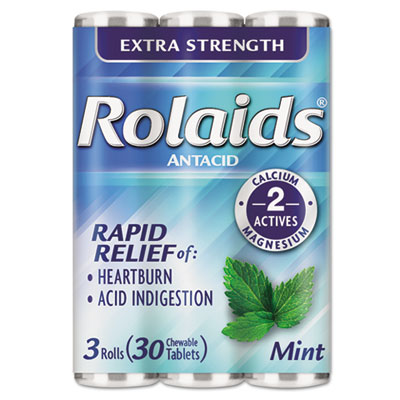 EXTRA STRENGTH
Rolaids®
ANTACID
CALCIUM
2
ACTIVES
MAGNESIUM
RAPID
RELIEF of:
• HEARTBURN
• ACID INDIGESTION
3 Rolls (30 Chewable Tablets)
Mint